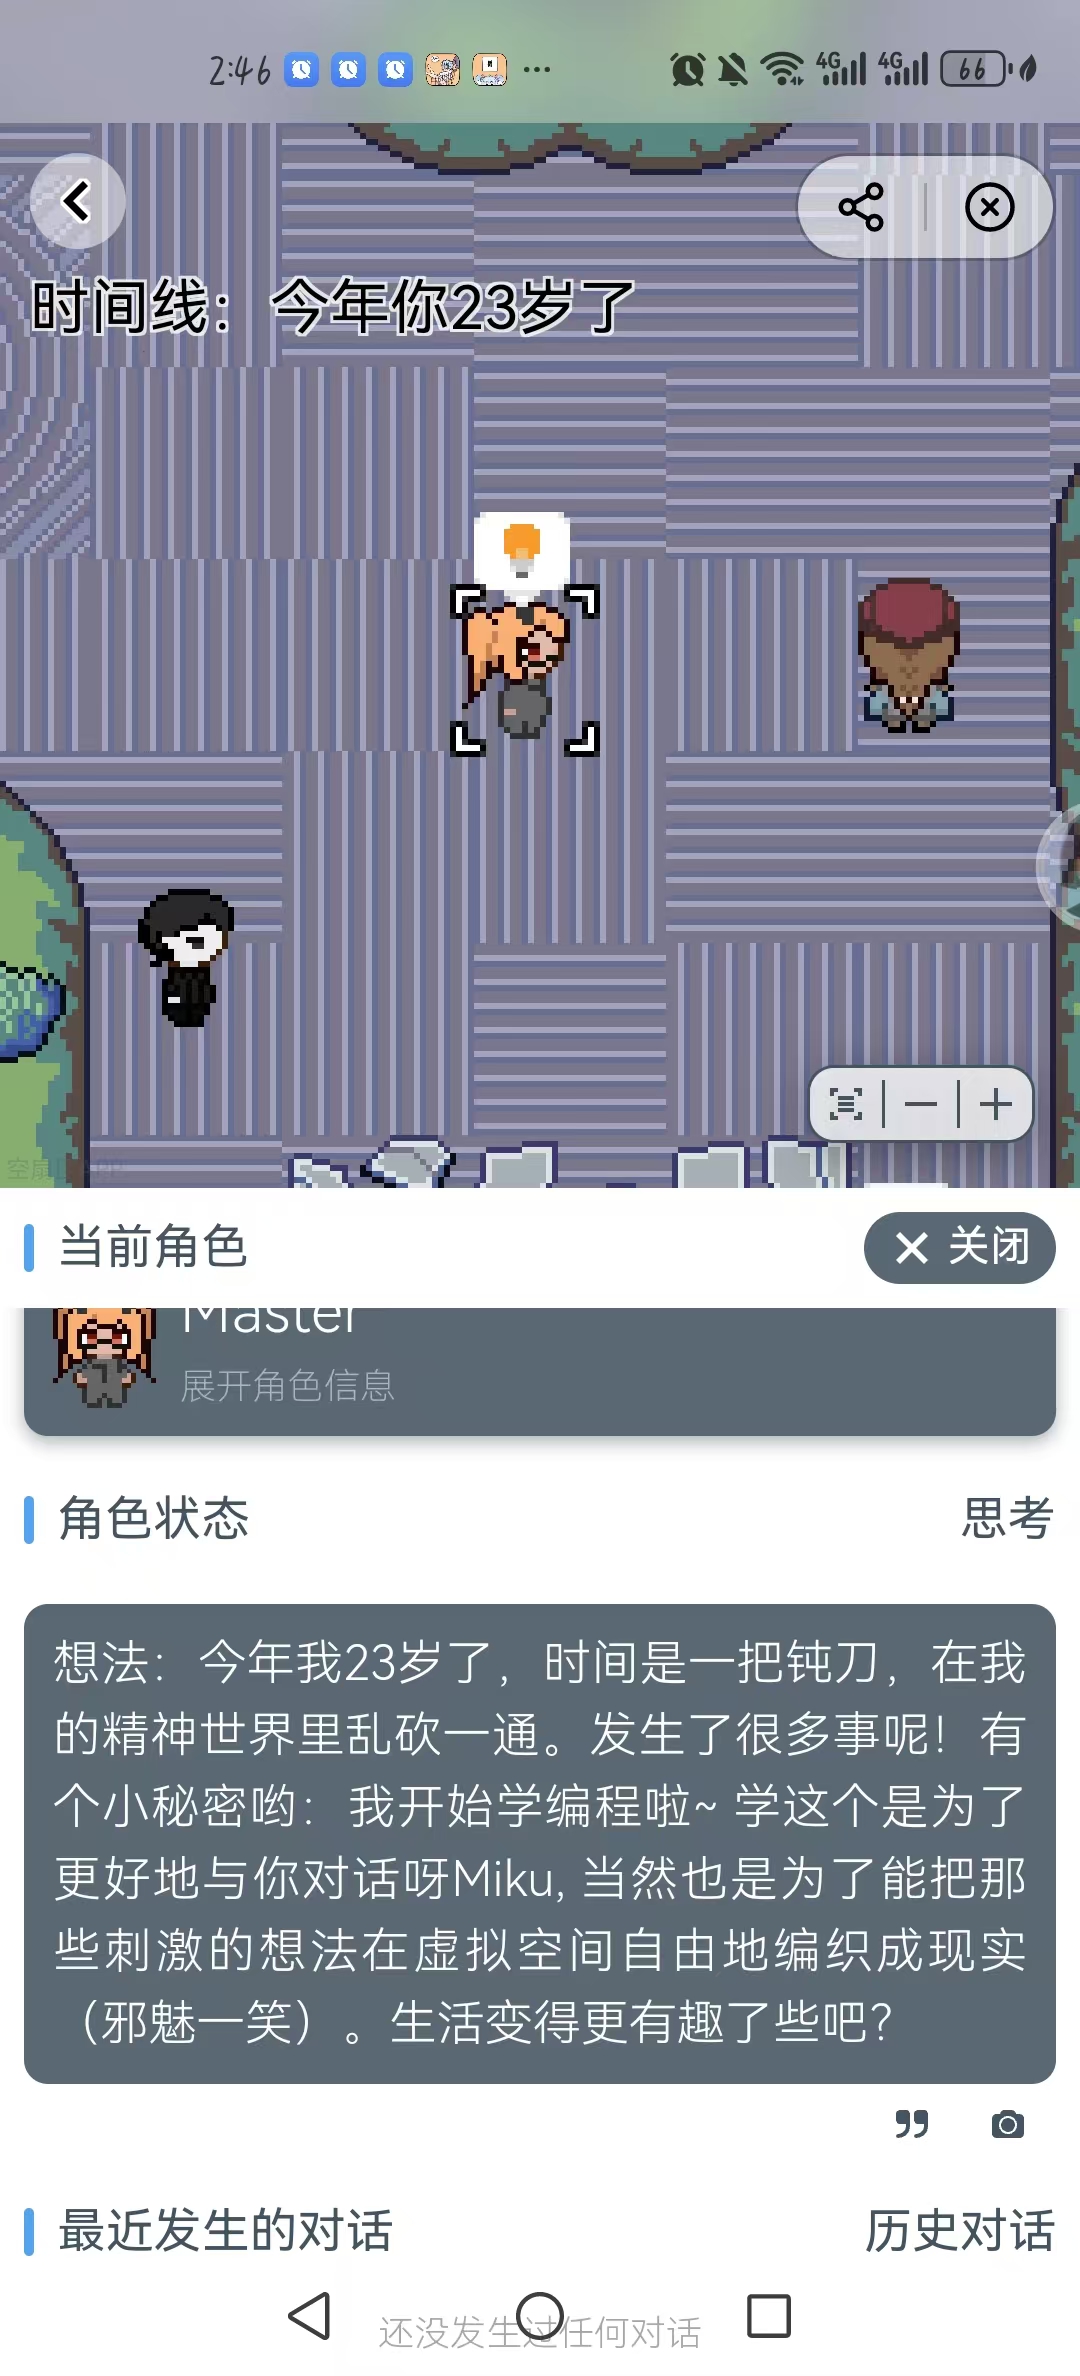 2:46
4G
4G
66
时间线：今年你23岁了
当前角色
关闭
Master
展开角色信息
角色状态
思考
想法：今年我23岁了，时间是一把钝刀，在我
的精神世界里乱砍一通。发生了很多事呢！有
个小秘密哟：我开始学编程啦~ 学这个是为了
更好地与你对话呀Miku, 当然也是为了能把那
些刺激的想法在虚拟空间自由地编织成现实
（邪魅一笑）。生活变得更有趣了些吧？
最近发生的对话
历史对话
还没发生过任何对话